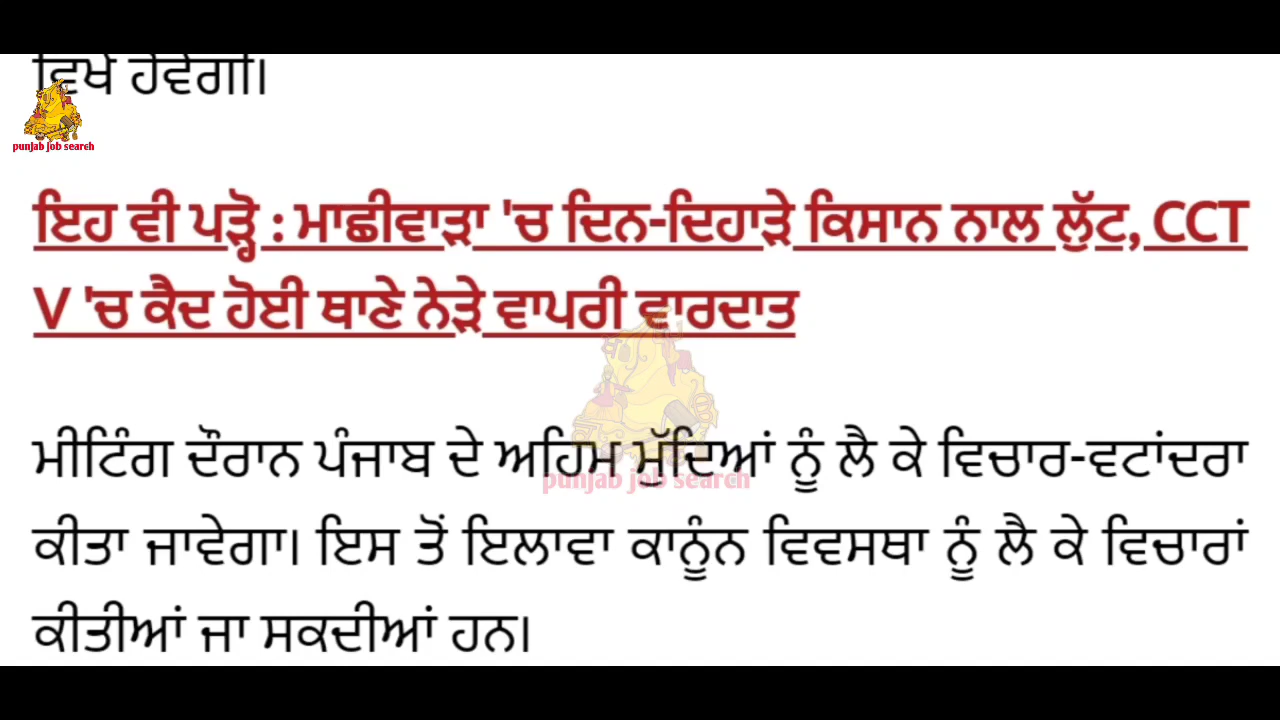 ਵਿਖੇ ਹੋਵੇਗੀ।
punjab job search
ਇਹ ਵੀ ਪੜ੍ਹੋ : ਮਾਛੀਵਾੜਾ 'ਚ ਦਿਨ-ਦਿਹਾੜੇ ਕਿਸਾਨ ਨਾਲ ਲੁੱਟ, CCT
V 'ਚ ਕੈਦ ਹੋਈ ਥਾਣੇ ਨੇੜੇ ਵਾਪਰੀ ਵਾਰਦਾਤ
ਮੀਟਿੰਗ ਦੌਰਾਨ ਪੰਜਾਬ ਦੇ ਅਹਿਮ ਮੁੱਦਿਆਂ ਨੂੰ ਲੈ ਕੇ ਵਿਚਾਰ-ਵਟਾਂਦਰਾ
punjab job search
ਕੀਤਾ ਜਾਵੇਗਾ। ਇਸ ਤੋਂ ਇਲਾਵਾ ਕਾਨੂੰਨ ਵਿਵਸਥਾ ਨੂੰ ਲੈ ਕੇ ਵਿਚਾਰਾਂ
ਕੀਤੀਆਂ ਜਾ ਸਕਦੀਆਂ ਹਨ।